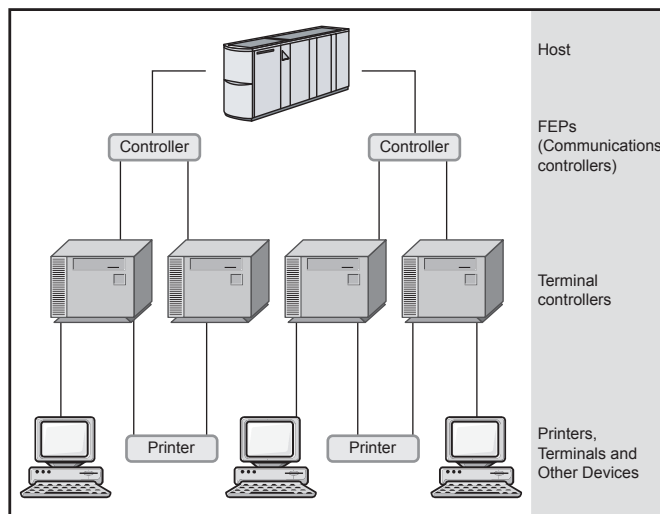 Host
FEPs
(Communications
controllers)
Controller
Controller
Terminal
controllers
Printer
Printer
Printers,
Terminals and
Other Devices